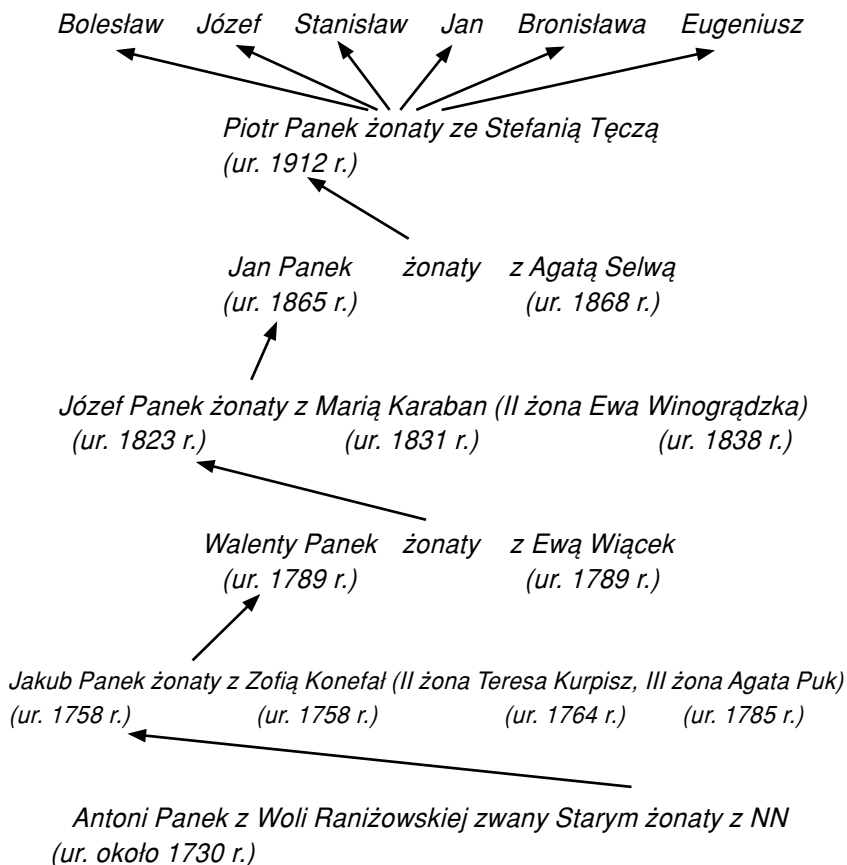 Bolesław Józef Stanisław Jan Bronisława Eugeniusz
Piotr Panek żonaty ze Stefanią Tęczą
(ur. 1912 r.)
Jan Panek żonaty z Agatą Selwą
(ur. 1865 r.) (ur. 1868 r.)
Józef Panek żonaty z Marią Karaban (II żona Ewa Winogrądzka)
(ur. 1823 r.) (ur. 1831 r.) (ur. 1838 r.)
Walenty Panek żonaty z Ewą Wiącek
(ur. 1789 r.) (ur. 1789 r.)
Jakub Panek żonaty z Zofią Konefał (II żona Teresa Kurpisz, III żona Agata Puk)
(ur. 1758 r.) (ur. 1758 r.) (ur. 1764 r.) (ur. 1785 r.)
Antoni Panek z Woli Raniżowskiej zwany Starym żonaty z NN
(ur. około 1730 r.)